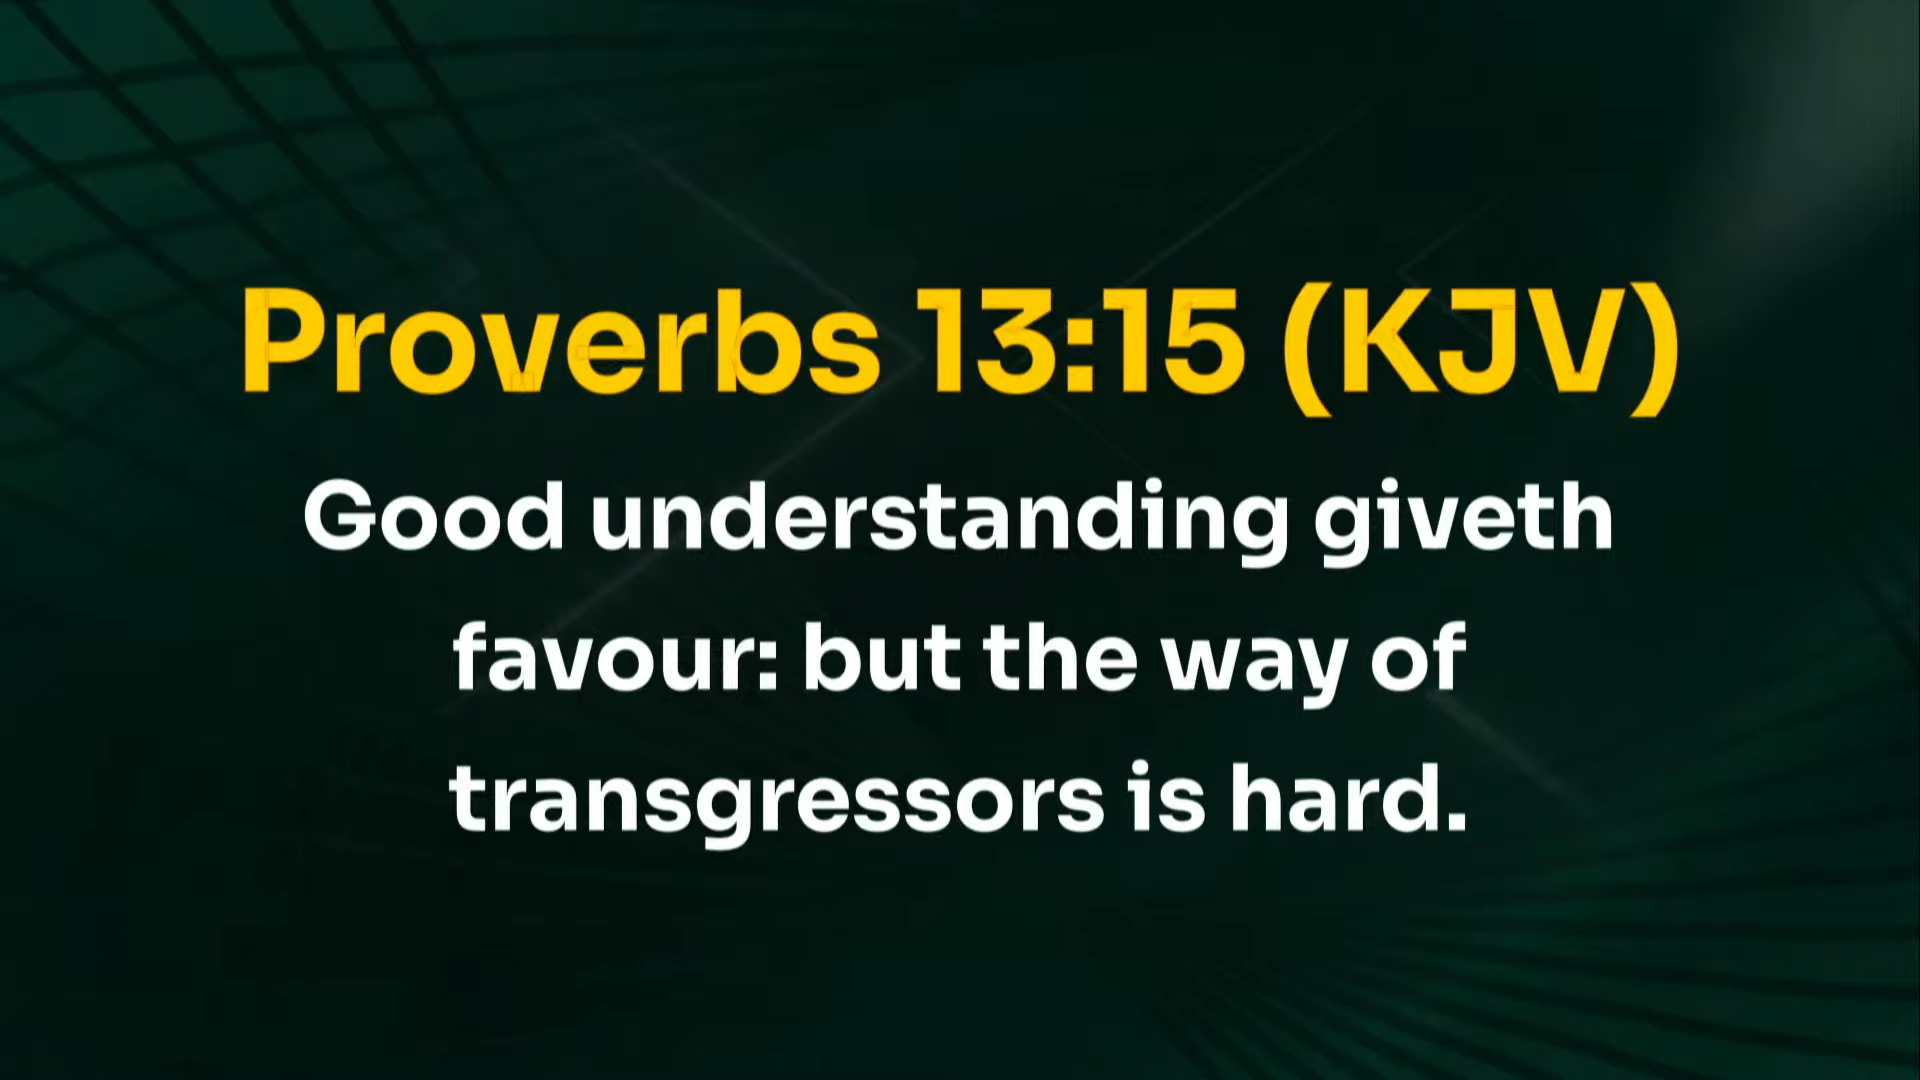 Proverbs 13:15 (KJV)
Good understanding giveth
favour: but the way of
transgressors is hard.